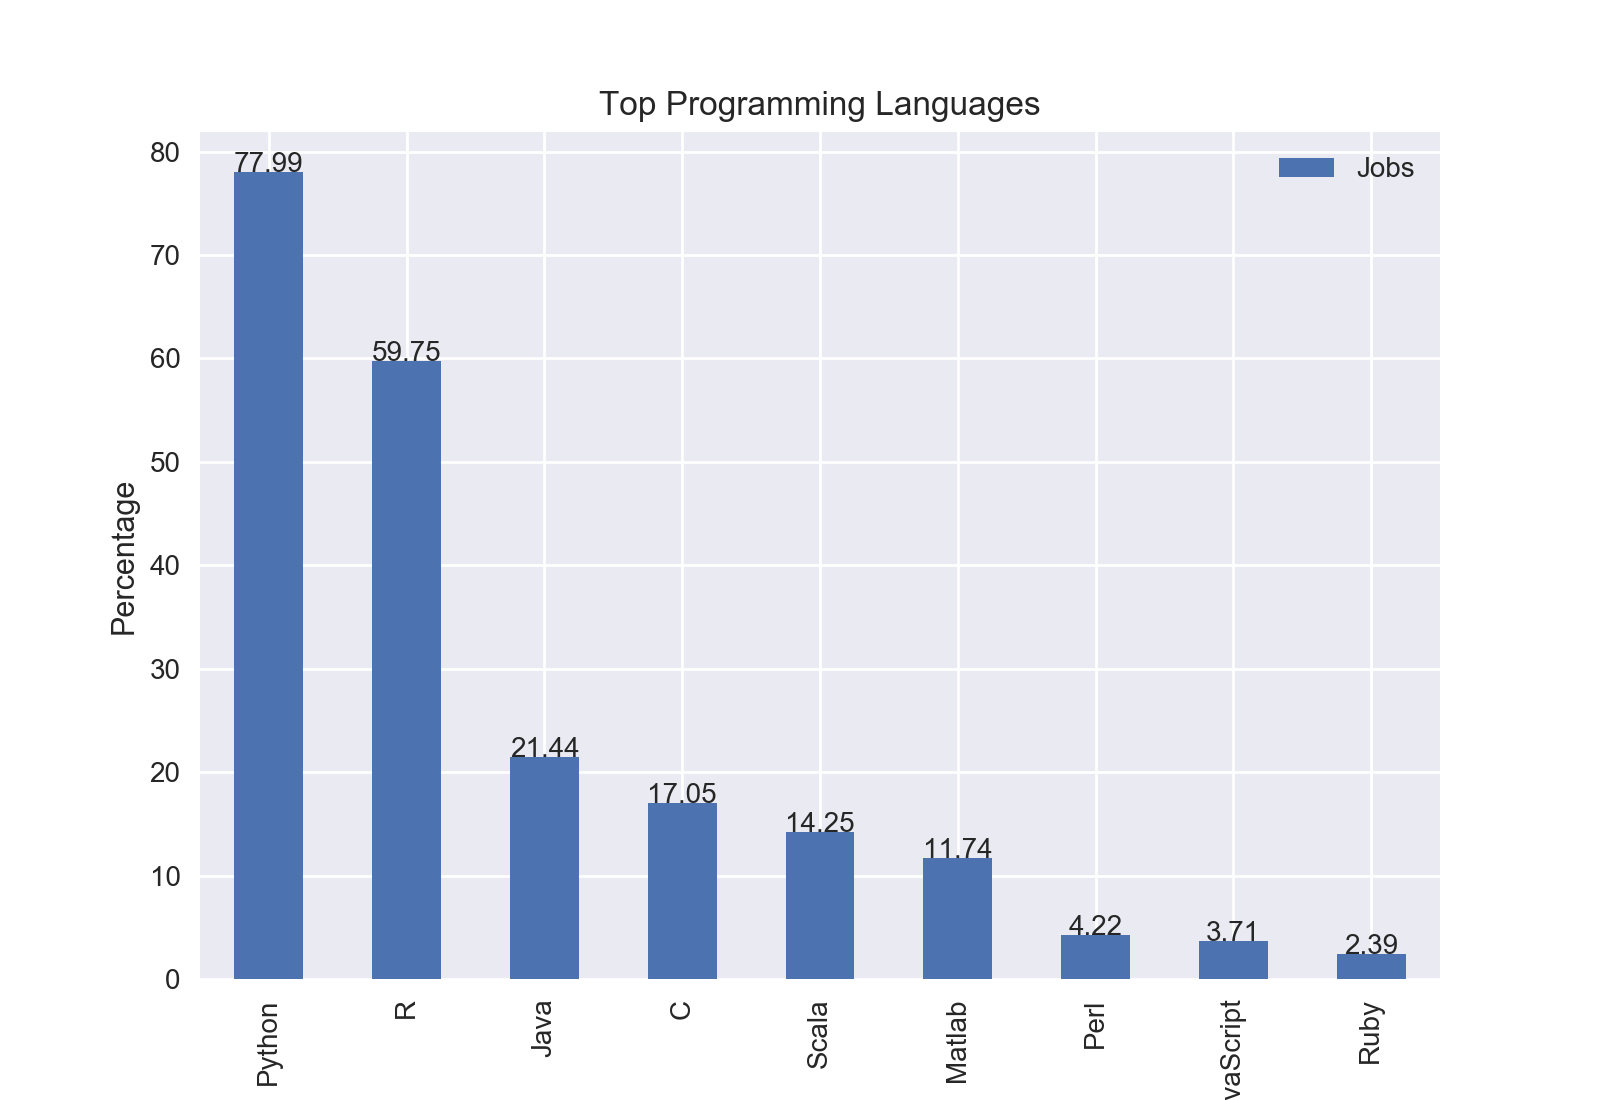 Top Programming Languages
Jobs
Percentage
80
70
60
50
40
30
20
10
0
77.99
59.75
21.44
17.05
14.25
11.74
4.22
3.71
2.39
Python
R
Java
C
Scala
Matlab
Perl
vaScript
Ruby